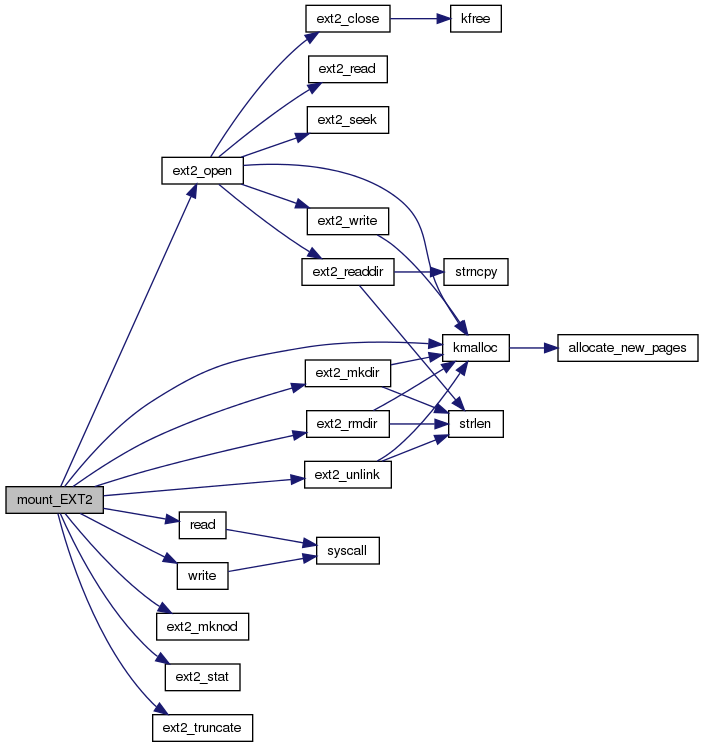 ext2_close
kfree
ext2_read
ext2_seek
ext2_open
ext2_write
ext2_readdir
strncpy
kmalloc
allocate_new_pages
ext2_mkdir
ext2_rmdir
strlen
ext2_unlink
mount_EXT2
read
syscall
write
ext2_mknod
ext2_stat
ext2_truncate